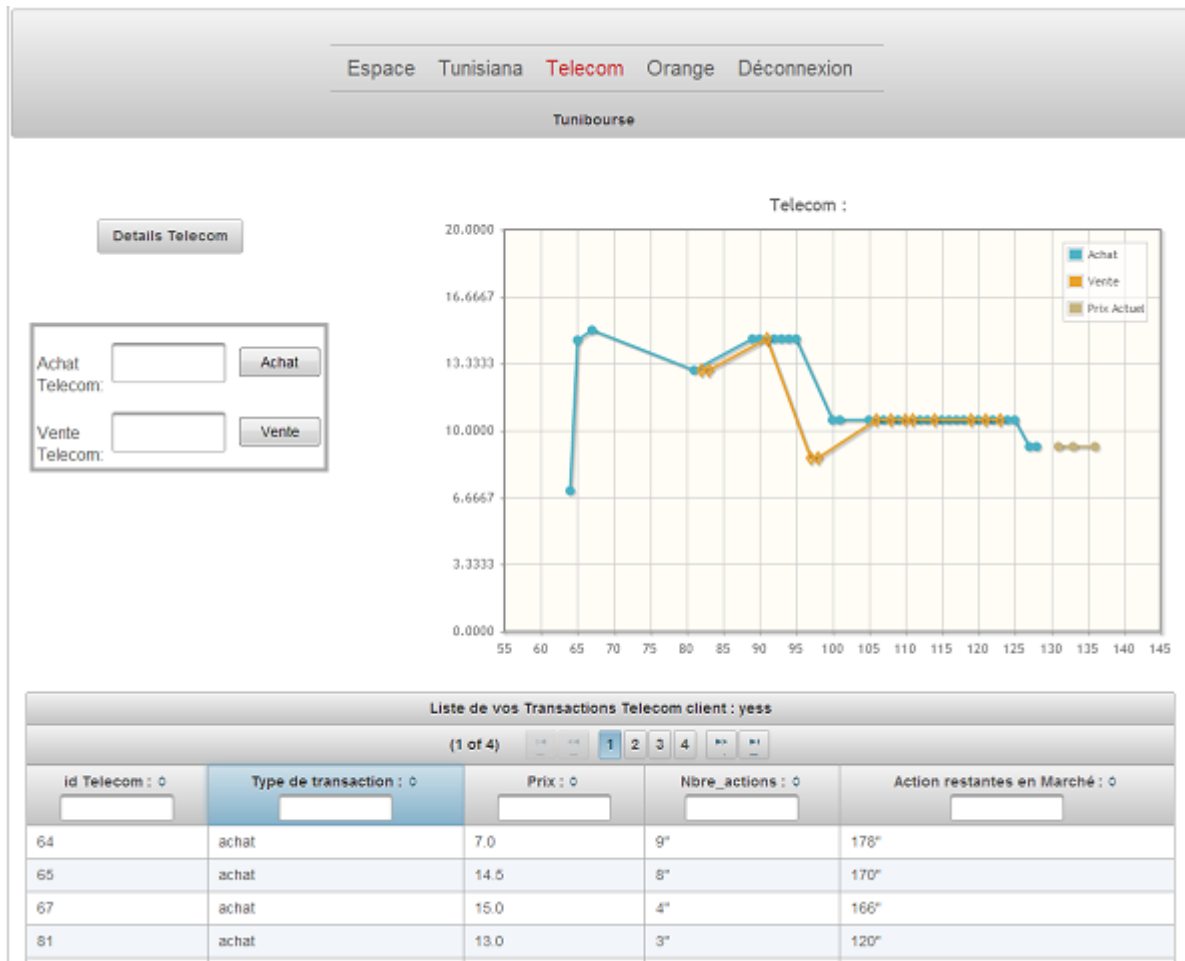 Espace Tunisiana Telecom Orange Déconnexion
Tunibourse
Details Telecom
Achat Telecom:
Achat
Vente Telecom:
Vente
Telecom :
20.0000
16.6667
13.3333
10.0000
6.6667
3.3333
0.0000
55 60 65 70 75 80 85 90 95 100 105 110 115 120 125 130 135 140 145
Achat
Vente
Prix Actuel
Liste de vos Transactions Telecom client : yess
(1 of 4) 1 2 3 4
id Telecom : Type de transaction : Prix : Nbre_actions : Action restantes en Marché :
64 achat 7.0 9" 178"
65 achat 14.5 8" 170"
67 achat 15.0 4" 166"
81 achat 13.0 3" 120"